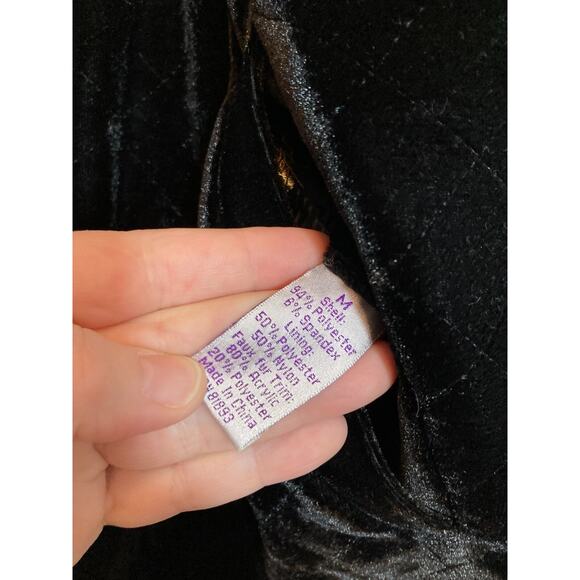 M
Shell:
94% Polyester
6% Spandex
Lining:
50% Polyester
50% Nylon
Faux fur Trim:
80% Acrylic
20% Polyester
Made In China
81893